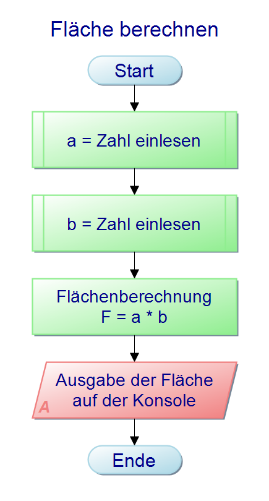 Fläche berechnen
Start
a = Zahl einlesen
b = Zahl einlesen
Flächenberechnung
F = a * b
Ausgabe der Fläche
auf der Konsole
A
Ende